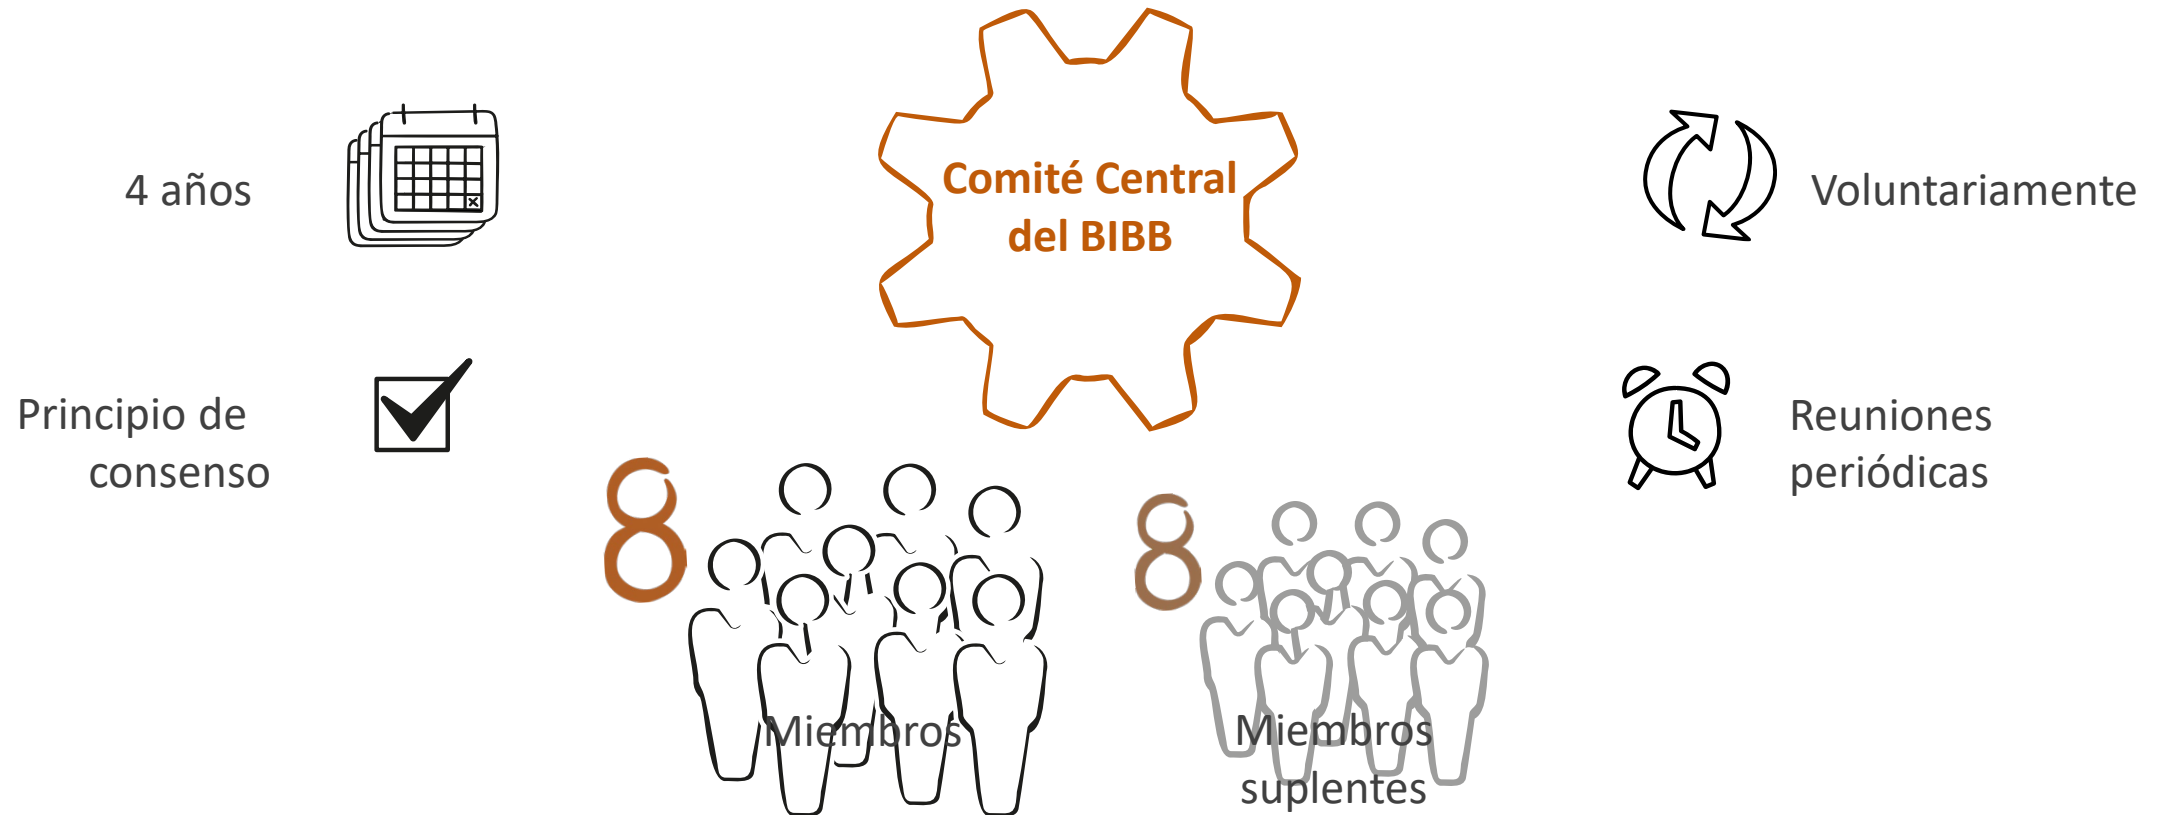 4 años
Comité Central
del BIBB
Voluntariamente
Principio de
consenso
Reuniones
periódicas
8
8
Miembros
Miembros
suplentes